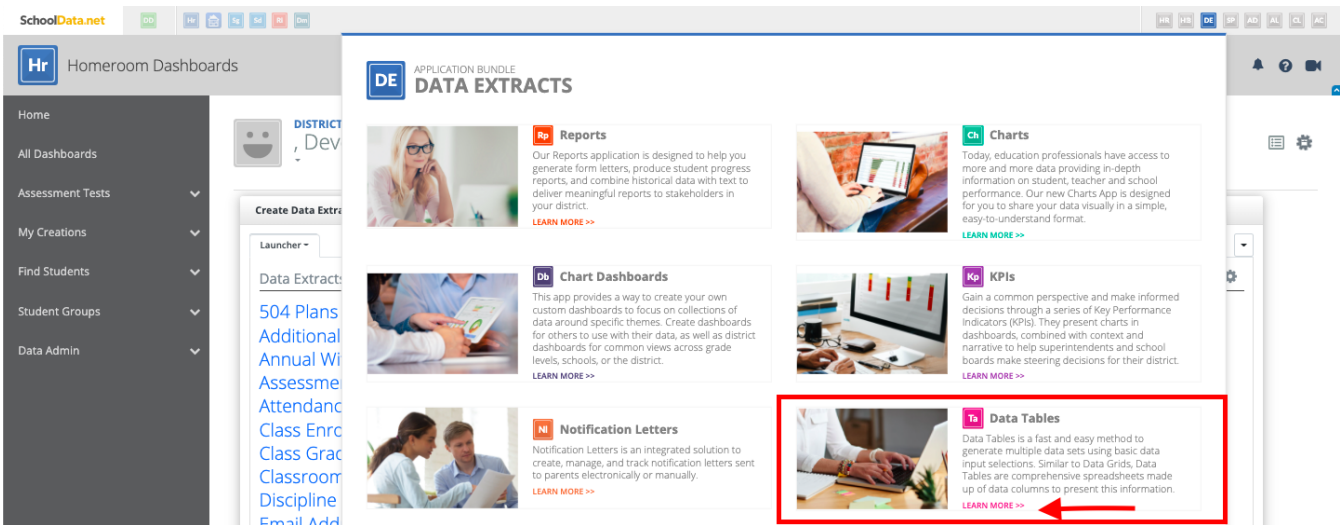 SchoolData.net
DD
Hr
Sg
Sd
RI
Dm
HR
HB
DE
SP
AD
AL
CL
AC
Hr Homeroom Dashboards
Home
All Dashboards
Assessment Tests
My Creations
Find Students
Student Groups
Data Admin
DISTRICT
, Dev
Create Data Extra
Launcher
Data Extracts
504 Plans
Additional
Annual Wi
Assessme
Attendanc
Class Enro
Class Grad
Classroom
Discipline
Email Add
DE
APPLICATION BUNDLE
DATA EXTRACTS
Rp Reports
Our Reports application is designed to help you
generate form letters, produce student progress
reports, and combine historical data with text to
deliver meaningful reports to stakeholders in
your district.
LEARN MORE >>
Ch Charts
Today, education professionals have access to
more and more data providing in-depth
information on student, teacher and school
performance. Our new Charts App is designed
for you to share your data visually in a simple,
easy-to-understand format.
LEARN MORE >>
Db Chart Dashboards
This app provides a way to create your own
custom dashboards to focus on collections of
data around specific themes. Create dashboards
for others to use with their data, as well as district
dashboards for common views across grade
levels, schools, or the district.
LEARN MORE >>
Kp KPIs
Gain a common perspective and make informed
decisions through a series of Key Performance
Indicators (KPIs). They present charts in
dashboards, combined with context and
narrative to help superintendents and school
boards make steering decisions for their district.
LEARN MORE >>
Nl Notification Letters
Notification Letters is an integrated solution to
create, manage, and track notification letters sent
to parents electronically or manually.
LEARN MORE >>
Ta Data Tables
Data Tables is a fast and easy method to
generate multiple data sets using basic data
input selections. Similar to Data Grids, Data
Tables are comprehensive spreadsheets made
up of data columns to present this information.
LEARN MORE >>